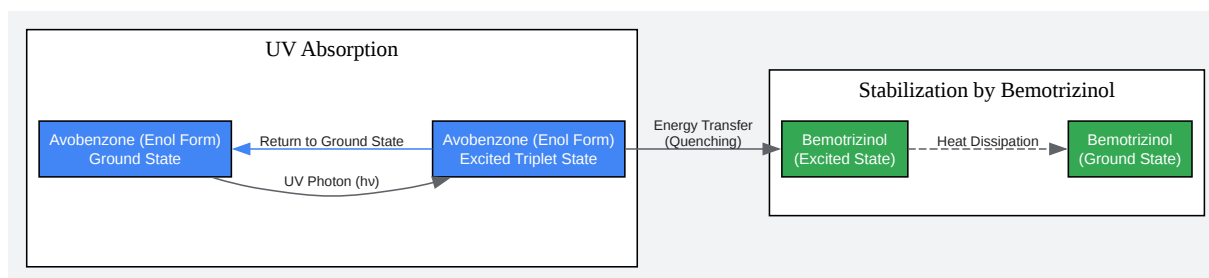 UV Absorption
Avobenzone (Enol Form)
Ground State
Return to Ground State
UV Photon (hν)
Avobenzone (Enol Form)
Excited Triplet State
Energy Transfer
(Quenching)
Stabilization by Bemotrizinol
Bemotrizinol
(Excited State)
Heat Dissipation
Bemotrizinol
(Ground State)